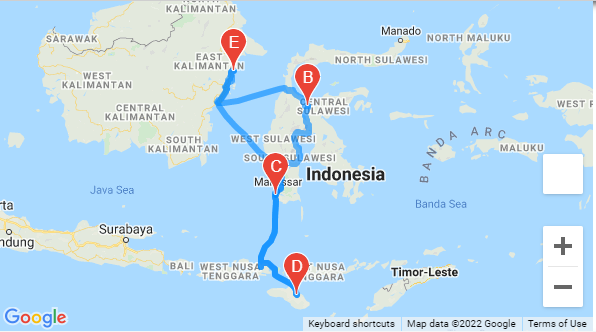 NORTH
KALIMANTAN
SARAWAK
E
EAST
KALIMANTAN
Manado
NORTH MALUKU
NORTH SULAWESI
WEST
KALIMANTAN
B
CENTRAL
SULAWESI
CENTRAL
KALIMANTAN
WEST SULAWESI
SOUTH
KALIMANTAN
SOUTH SULAWESI
BANDA ARC
MALUKU
C
Indonesia
Java Sea
Banda Sea
rta
ndung
Surabaya
BALI
WEST NUSA
TENGGARA
D
Timor-Leste
+
−
Google
Keyboard shortcuts
Map data ©2022 Google
Terms of Use